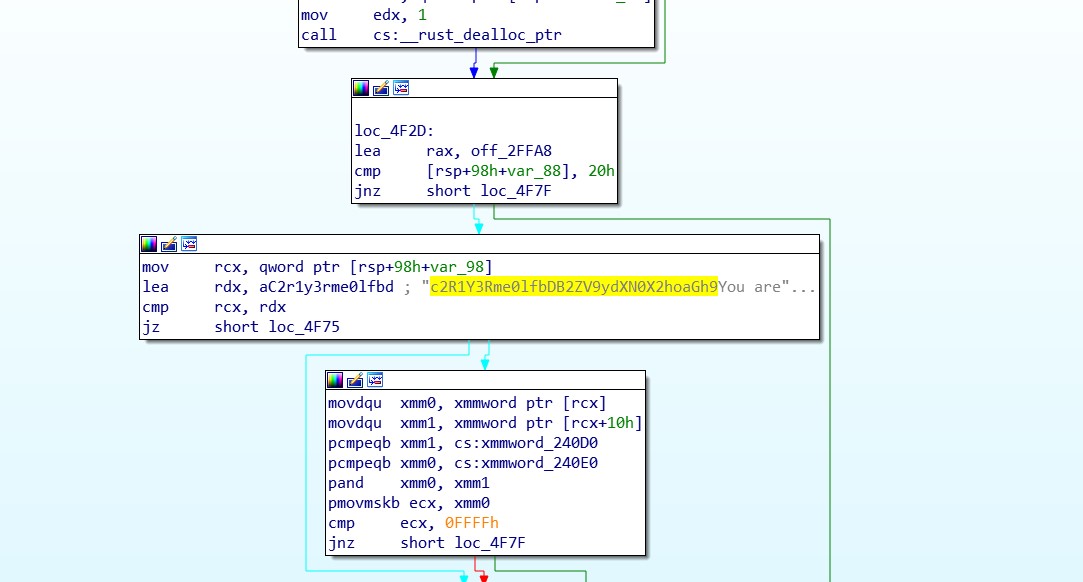 mov edx, 1
call cs:__rust_dealloc_ptr
loc_4F2D:
lea rax, off_2FFA8
cmp [rsp+98h+var_88], 20h
jnz short loc_4F7F
mov rcx, qword ptr [rsp+98h+var_98]
lea rdx, aC2r1y3rme0lfbd ; "c2R1Y3Rme0lfbDB2ZV9ydXN0X2hoaGh9You are"...
cmp rcx, rdx
jz short loc_4F75
movdqu xmm0, xmmword ptr [rcx]
movdqu xmm1, xmmword ptr [rcx+10h]
pcmpeqb xmm1, cs:xmmword_240D0
pcmpeqb xmm0, cs:xmmword_240E0
pand xmm0, xmm1
pmovmskb ecx, xmm0
cmp ecx, 0FFFFh
jnz short loc_4F7F